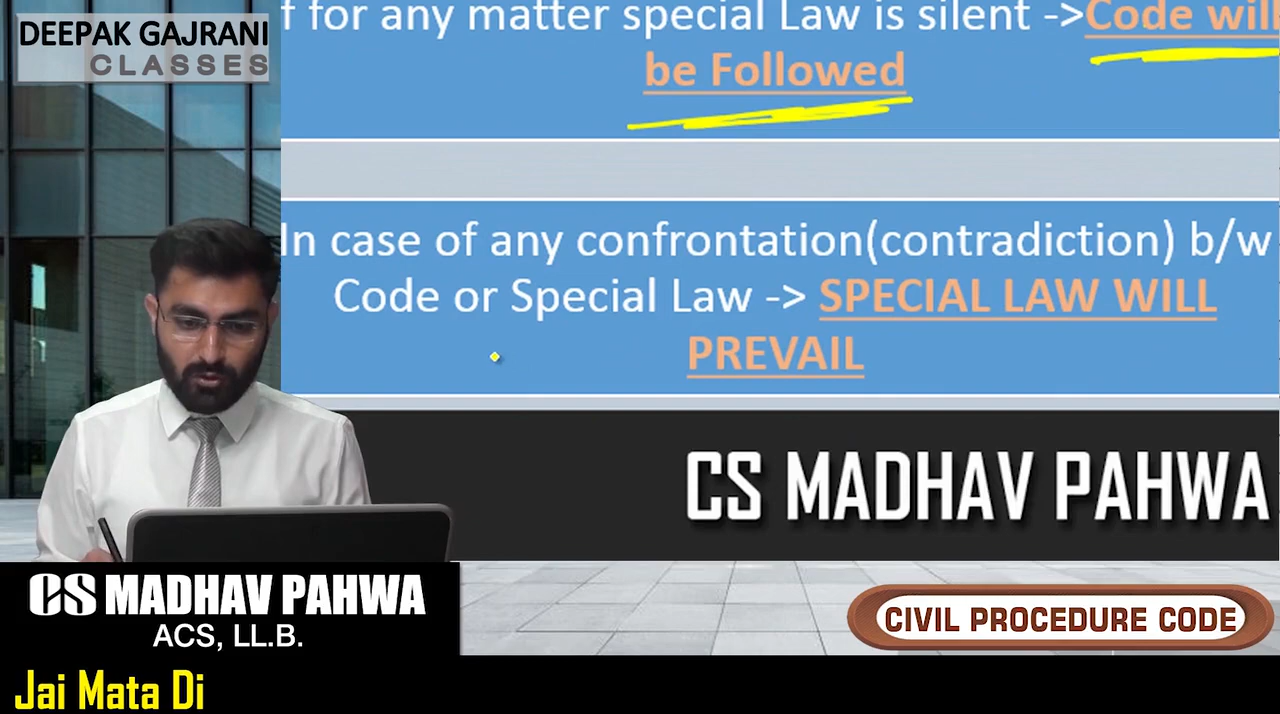 DEEPAK GAJRANI
CLASSES
f for any matter special Law is silent -> Code will
be Followed
In case of any confrontation(contradiction) b/w
Code or Special Law -> SPECIAL LAW WILL
PREVAIL
CS MADHAV PAHWA
CS MADHAV PAHWA
ACS, LL.B.
CIVIL PROCEDURE CODE
Jai Mata Di